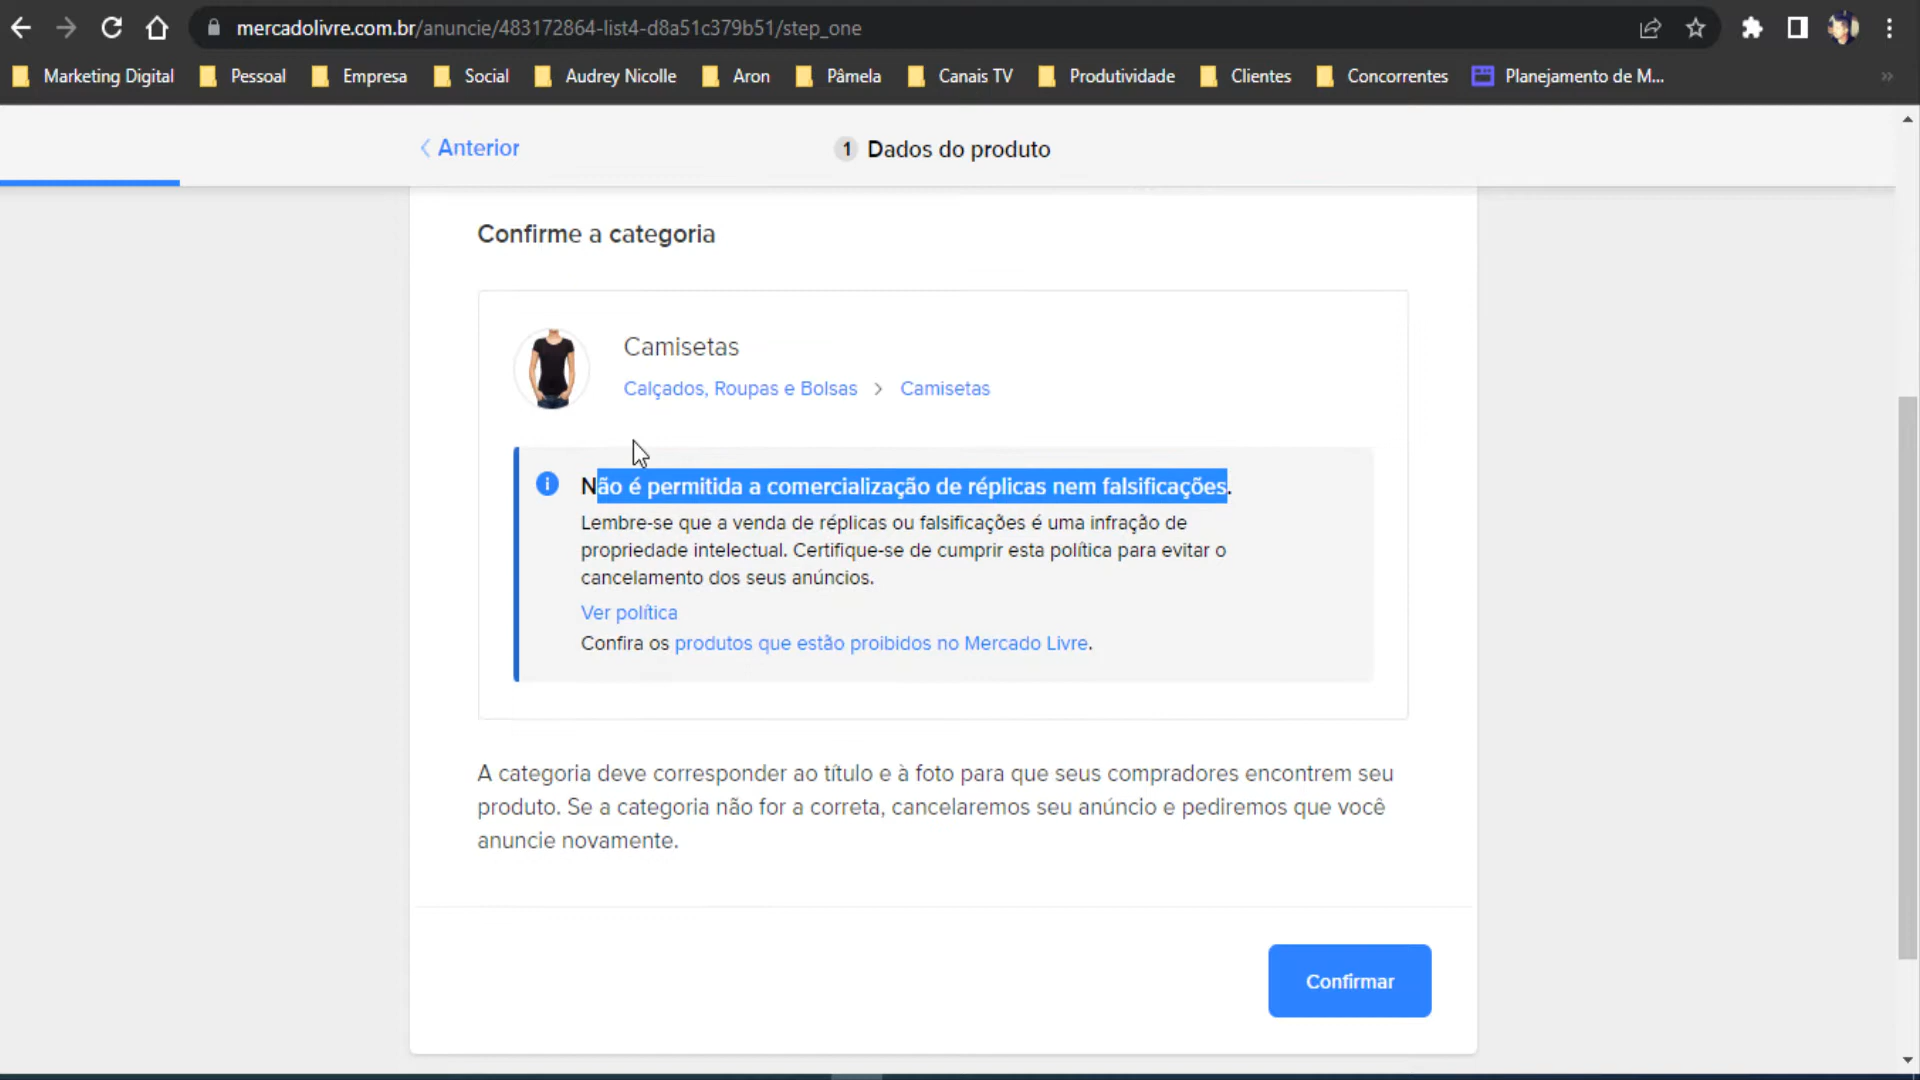 mercadolivre.com.br/anuncie/483172864-list4-d8a51c379b51/step_one
Marketing Digital Pessoal Empresa Social Audrey Nicolle Aron Pâmela Canais TV Produtividade Clientes Concorrentes Planejamento de M... »
Anterior
1 Dados do produto
Confirme a categoria
Camisetas
Calçados, Roupas e Bolsas > Camisetas
Não é permitida a comercialização de réplicas nem falsificações.
Lembre-se que a venda de réplicas ou falsificações é uma infração de
propriedade intelectual. Certifique-se de cumprir esta política para evitar o
cancelamento dos seus anúncios.
Ver política
Confira os produtos que estão proibidos no Mercado Livre.
A categoria deve corresponder ao título e à foto para que seus compradores encontrem seu
produto. Se a categoria não for a correta, cancelaremos seu anúncio e pediremos que você
anuncie novamente.
Confirmar